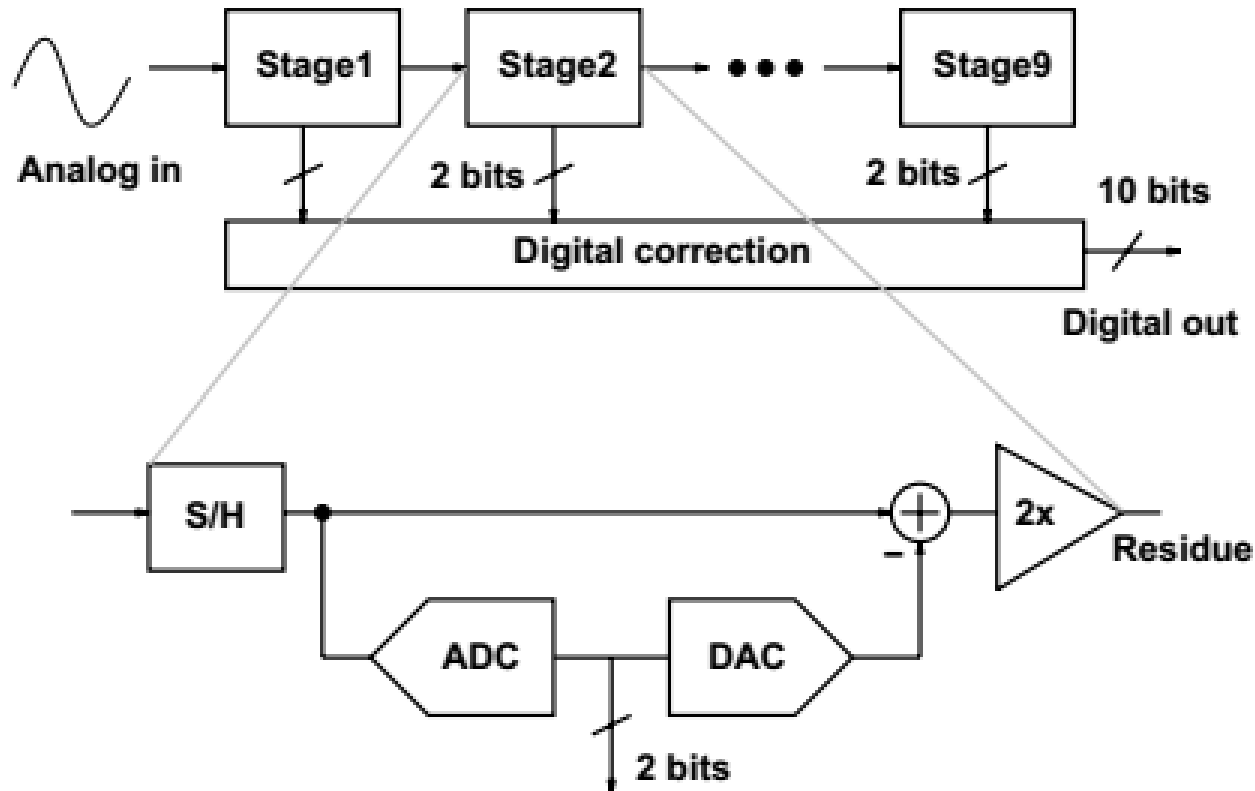 Stage1
Stage2
Stage9
Analog in
2 bits
2 bits
10 bits
Digital correction
Digital out
S/H
2x
Residue
ADC
DAC
2 bits